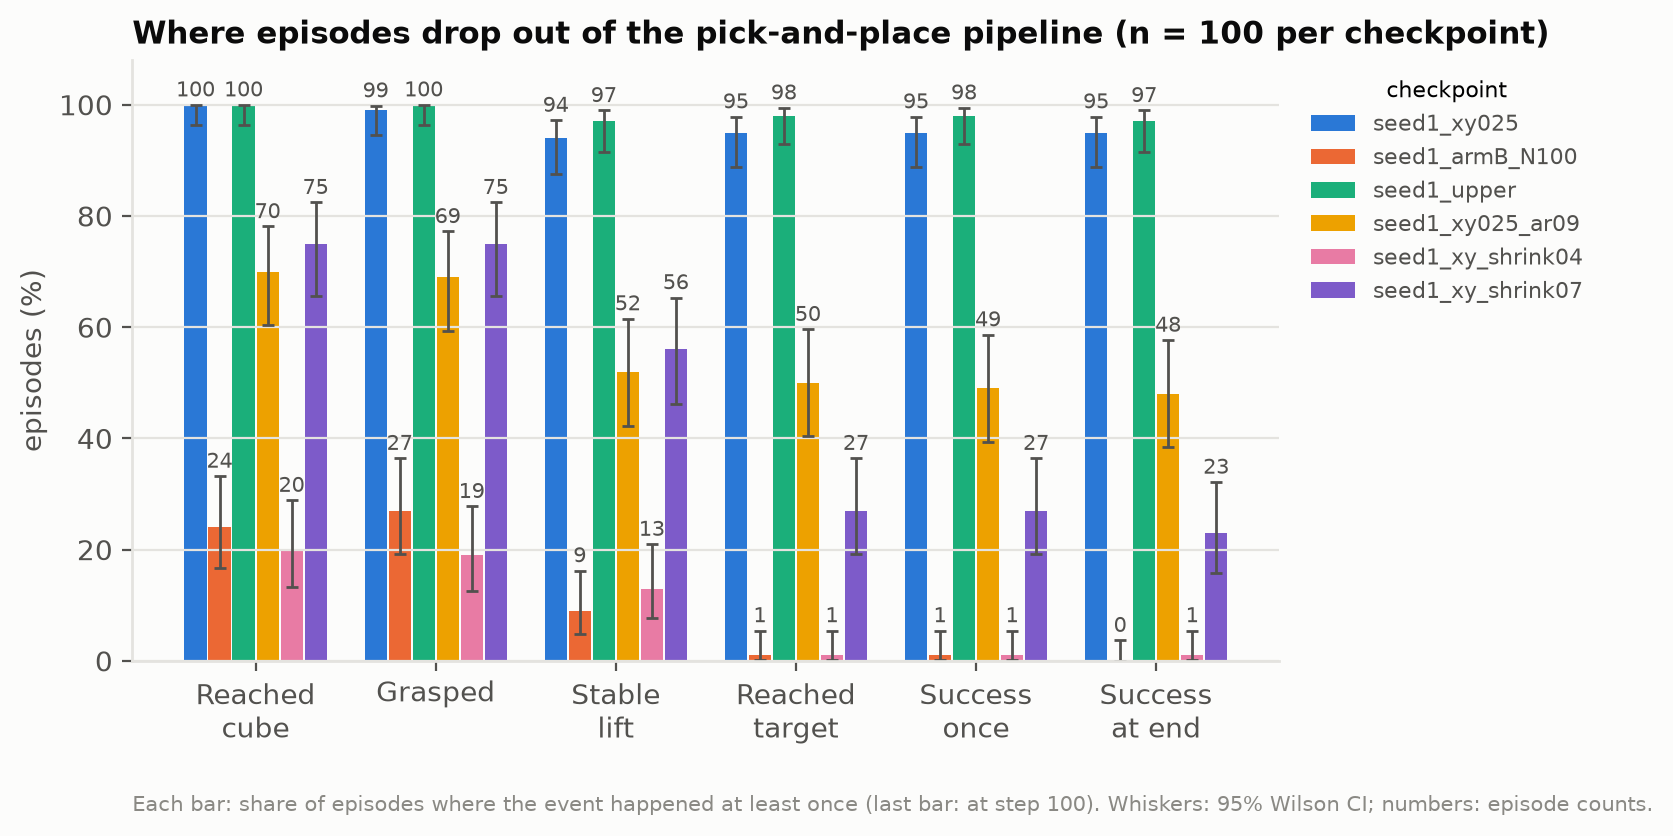 Where episodes drop out of the pick-and-place pipeline (n = 100 per checkpoint)
checkpoint
seed1_xy025
seed1_armB_N100
seed1_upper
seed1_xy025_ar09
seed1_xy_shrink04
seed1_xy_shrink07
episodes (%)
100
80
60
40
20
0
100 24 100 70 20 75
99 27 100 69 19 75
94 9 97 52 13 56
95 1 98 50 1 27
95 1 98 49 1 27
95 0 97 48 1 23
Reached
cube
Grasped
Stable
lift
Reached
target
Success
once
Success
at end
Each bar: share of episodes where the event happened at least once (last bar: at step 100). Whiskers: 95% Wilson CI; numbers: episode counts.